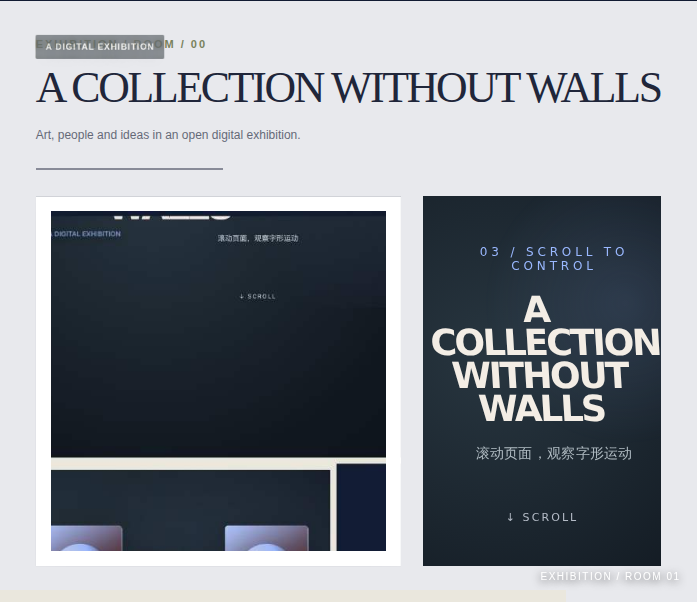 A DIGITAL EXHIBITION
OM / 00
A COLLECTION WITHOUT WALLS
Art, people and ideas in an open digital exhibition.
A DIGITAL EXHIBITION
滚动页面，观察字形运动
↓ SCROLL
03 / SCROLL TO
CONTROL
A
COLLECTION
WITHOUT
WALLS
滚动页面，观察字形运动
↓ SCROLL
EXHIBITION / ROOM 01